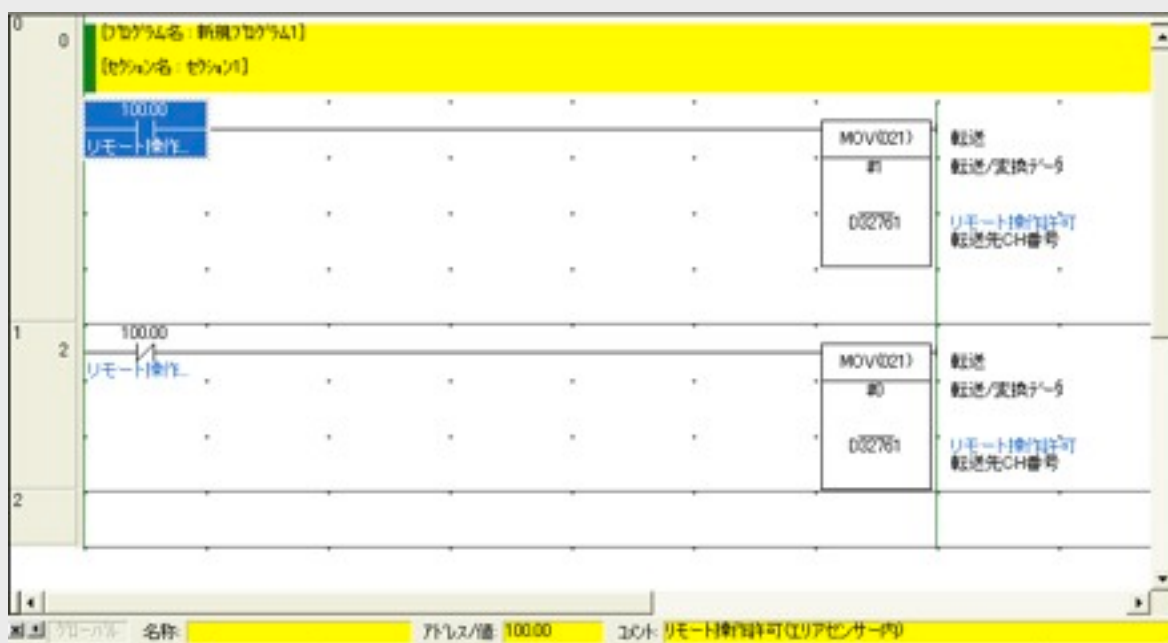 0
0
[プログラム名 : 新規プログラム1]
[セクション名 : セクション1]
100.00
リモート操作...
MOV(021)
転送
#1
転送/変換データ
D32761
リモート操作許可
転送先CH番号
1
2
100.00
リモート操作...
MOV(021)
転送
#0
転送/変換データ
D32761
リモート操作許可
転送先CH番号
2
グローバル 名称: アドレス/値: 100.00 コメント: リモート操作許可(エリアセンサー内)